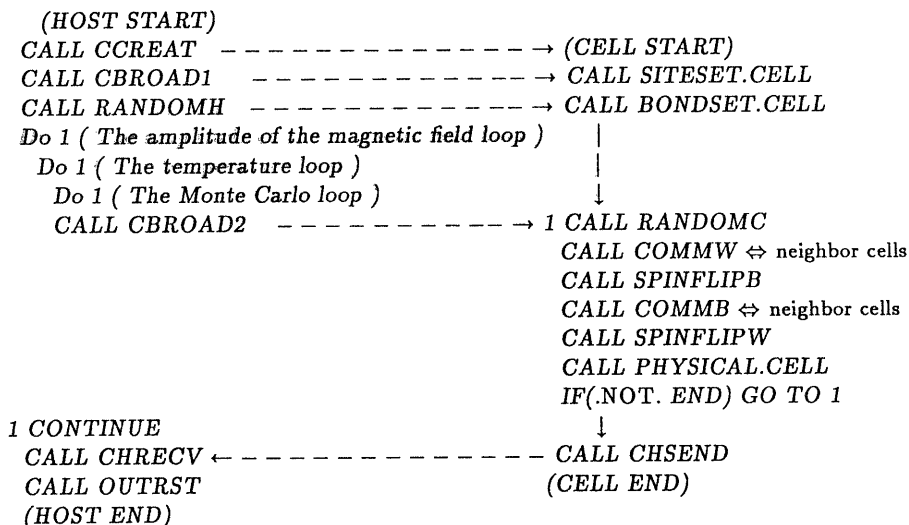 (HOST START)
CALL CCREAT – – – – – – – – – – – – – → (CELL START)
CALL CBROAD1 – – – – – – – – – – – → CALL SITESET.CELL
CALL RANDOMH – – – – – – – – – – – → CALL BONDSET.CELL
Do 1 ( The amplitude of the magnetic field loop )
Do 1 ( The temperature loop )
Do 1 ( The Monte Carlo loop )
CALL CBROAD2 – – – – – – – – – – → 1 CALL RANDOMC
CALL COMMW ⇔ neighbor cells
CALL SPINFLIPB
CALL COMMB ⇔ neighbor cells
CALL SPINFLIPW
CALL PHYSICAL.CELL
IF(.NOT. END) GO TO 1
1 CONTINUE
CALL CHRECV ← – – – – – – – – – – – – – CALL CHSEND
CALL OUTRST (CELL END)
(HOST END)